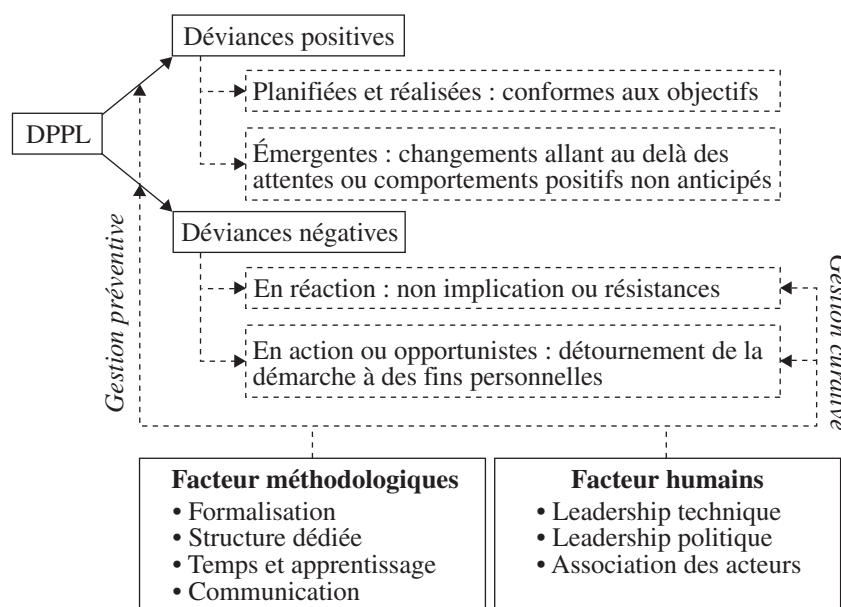 Déviances positives
Planifiées et réalisées : conformes aux objectifs
DPPL
Émergentes : changements allant au delà des
attentes ou comportements positifs non anticipés
Déviances négatives
Gestion préventive
En réaction : non implication ou résistances
Gestion curative
En action ou opportunistes : détournement de la
démarche à des fins personnelles
Facteur méthodologiques
• Formalisation
• Structure dédiée
• Temps et apprentissage
• Communication
Facteur humains
• Leadership technique
• Leadership politique
• Association des acteurs